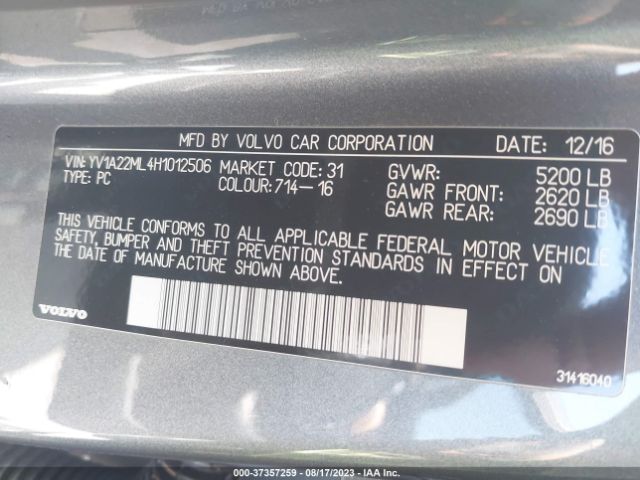 MFD BY VOLVO CAR CORPORATION DATE: 12/16
VIN: YV1A22ML4H1012506 MARKET CODE: 31 GVWR: 5200 LB
TYPE: PC COLOUR: 714-16 GAWR FRONT: 2620 LB
GAWR REAR: 2690 LB
THIS VEHICLE CONFORMS TO ALL APPLICABLE FEDERAL MOTOR VEHICLE
SAFETY, BUMPER AND THEFT PREVENTION STANDARDS IN EFFECT ON
THE DATE OF MANUFACTURE SHOWN ABOVE.
VOLVO
31416040
000-37357259 - 08/17/2023 - IAA Inc.